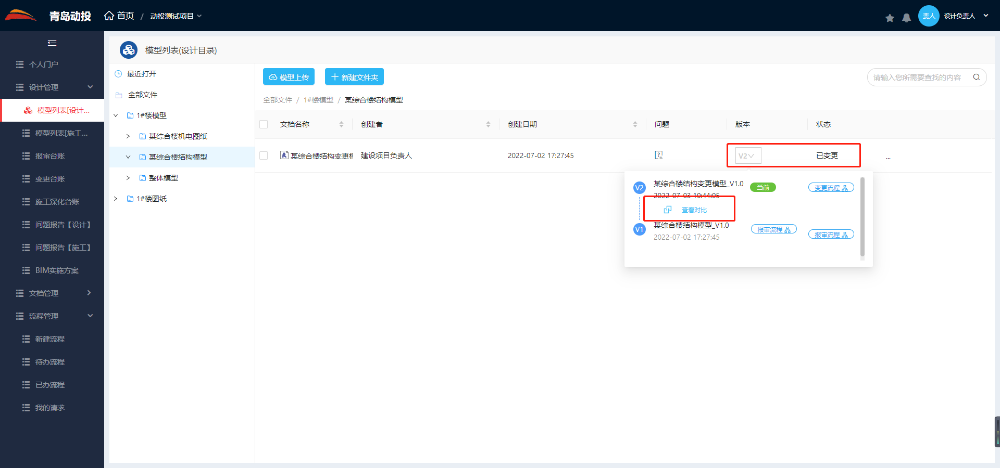 青岛动投
首页 / 动投测试项目
责人 设计负责人
个人门户
设计管理
模型列表[设计...
模型列表[施工...
报审台账
变更台账
施工深化台账
问题报告【设计】
问题报告【施工】
BIM实施方案
文档管理
流程管理
新建流程
待办流程
已办流程
我的请求
模型列表(设计目录)
最近打开
全部文件
1#楼模型
某综合楼机电图纸
某综合楼结构模型
整体模型
1#楼图纸
模型上传 新建文件夹
请输入您所需要查找的内容
全部文件 / 1#楼模型 / 某综合楼结构模型
文档名称 创建者 创建日期 问题 版本 状态
某综合楼结构变更模 建设项目负责人 2022-07-02 17:27:45 V2 已变更 ...
V2 某综合楼结构变更模型_V1.0 当前 变更流程
2022-07-03 10:44:05
查看对比
V1 某综合楼结构模型_V1.0 报审流程 报审流程
2022-07-02 17:27:45